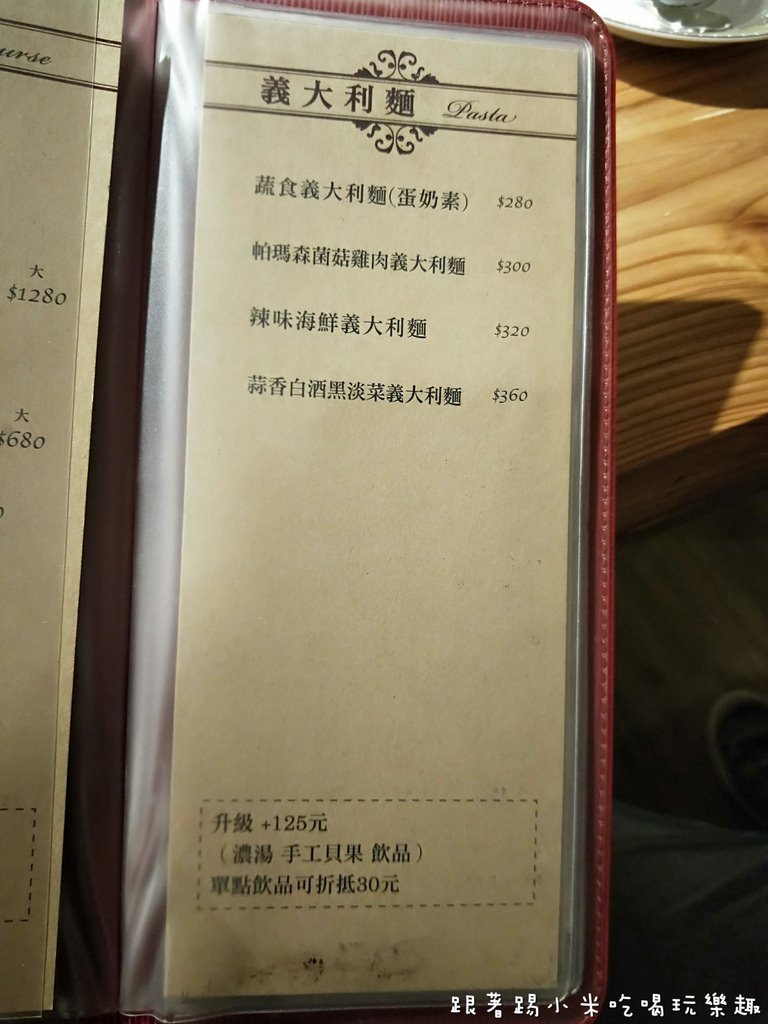 urse
大
$1280
大
$680
義大利麵 Pasta
蔬食義大利麵(蛋奶素) $280
帕瑪森菌菇雞肉義大利麵 $300
辣味海鮮義大利麵 $320
蒜香白酒黑淡菜義大利麵 $360
升級 +125元
(濃湯 手工貝果 飲品)
單點飲品可折抵30元
跟著踢小米吃喝玩樂趣